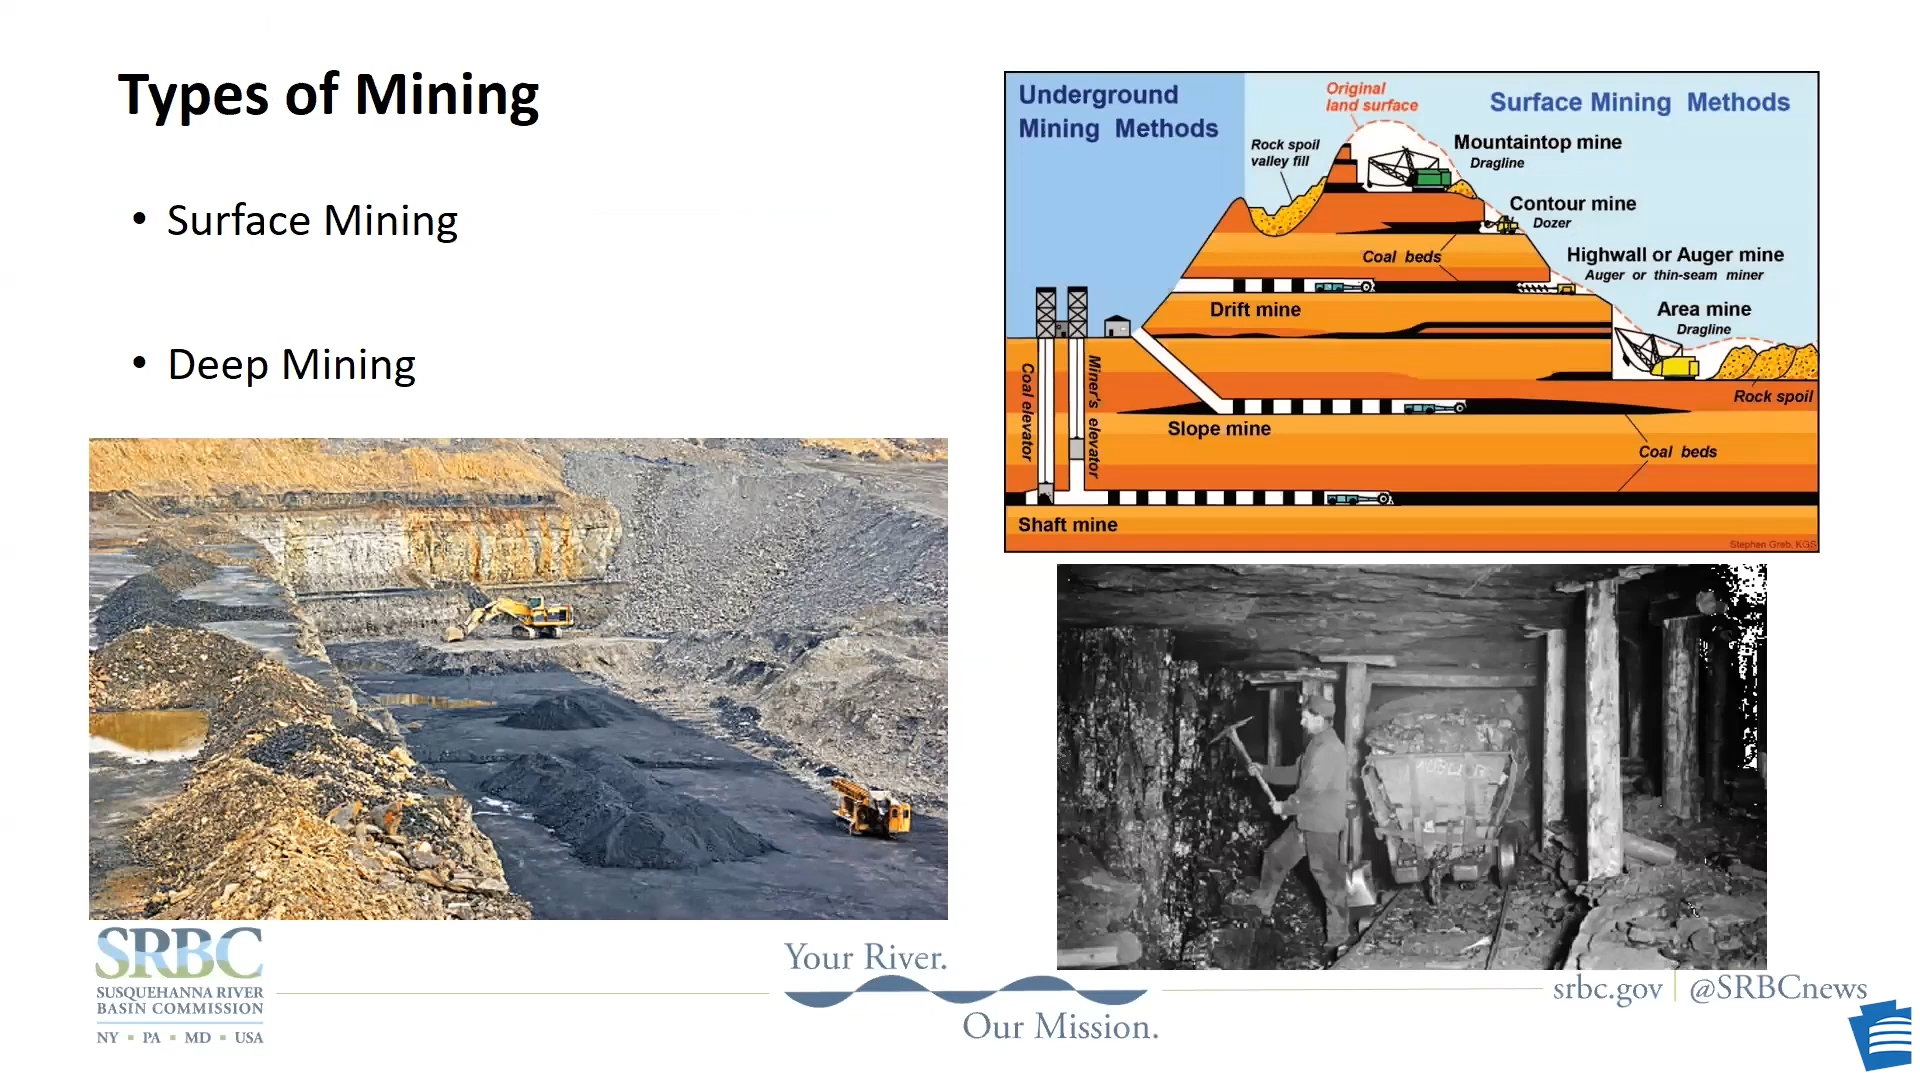 Types of Mining
• Surface Mining
• Deep Mining
Underground
Mining Methods
Surface Mining Methods
Original
land surface
Rock spoil
valley fill
Mountaintop mine
Dragline
Contour mine
Dozer
Coal beds
Highwall or Auger mine
Auger or thin-seam miner
Drift mine
Area mine
Dragline
Coal elevator
Miner's elevator
Rock spoil
Slope mine
Coal beds
Shaft mine
Stephen Greb, KGS
SRBC
SUSQUEHANNA RIVER
BASIN COMMISSION
NY ▪ PA ▪ MD ▪ USA
Your River.
Our Mission.
srbc.gov | @SRBCnews